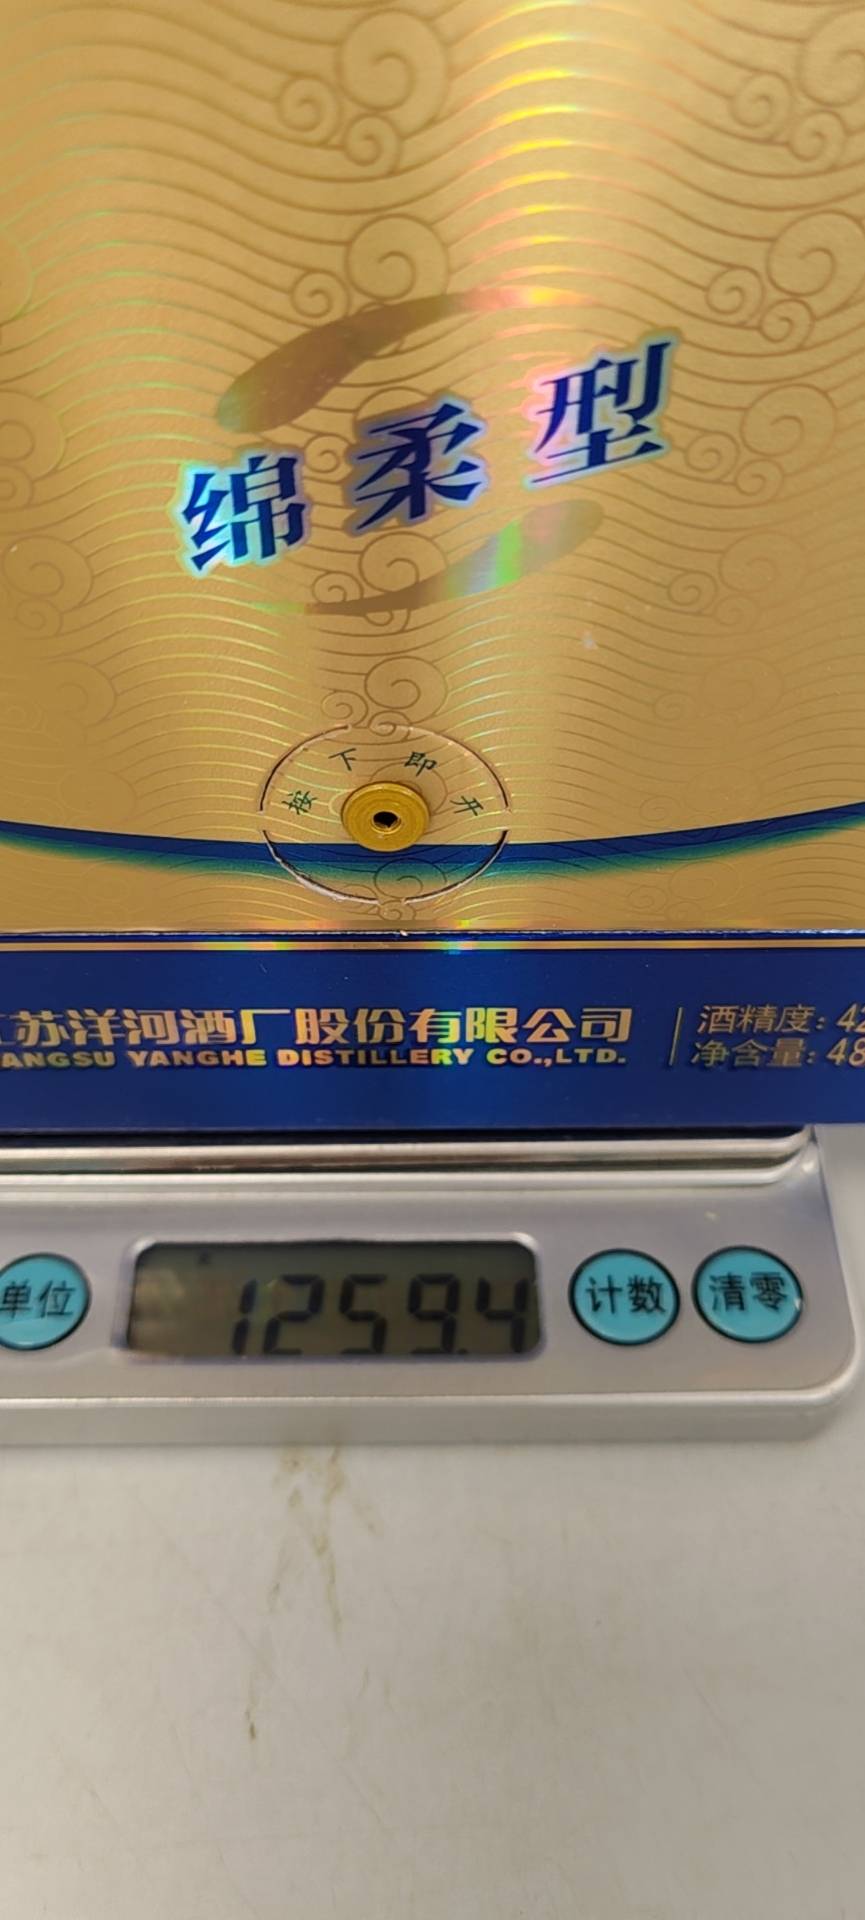 绵柔型
按下即开
苏洋河酒厂股份有限公司
ANGSU YANGHE DISTILLERY CO.,LTD.
酒精度: 4
净含量: 48
单位
1259.4
计数
清零